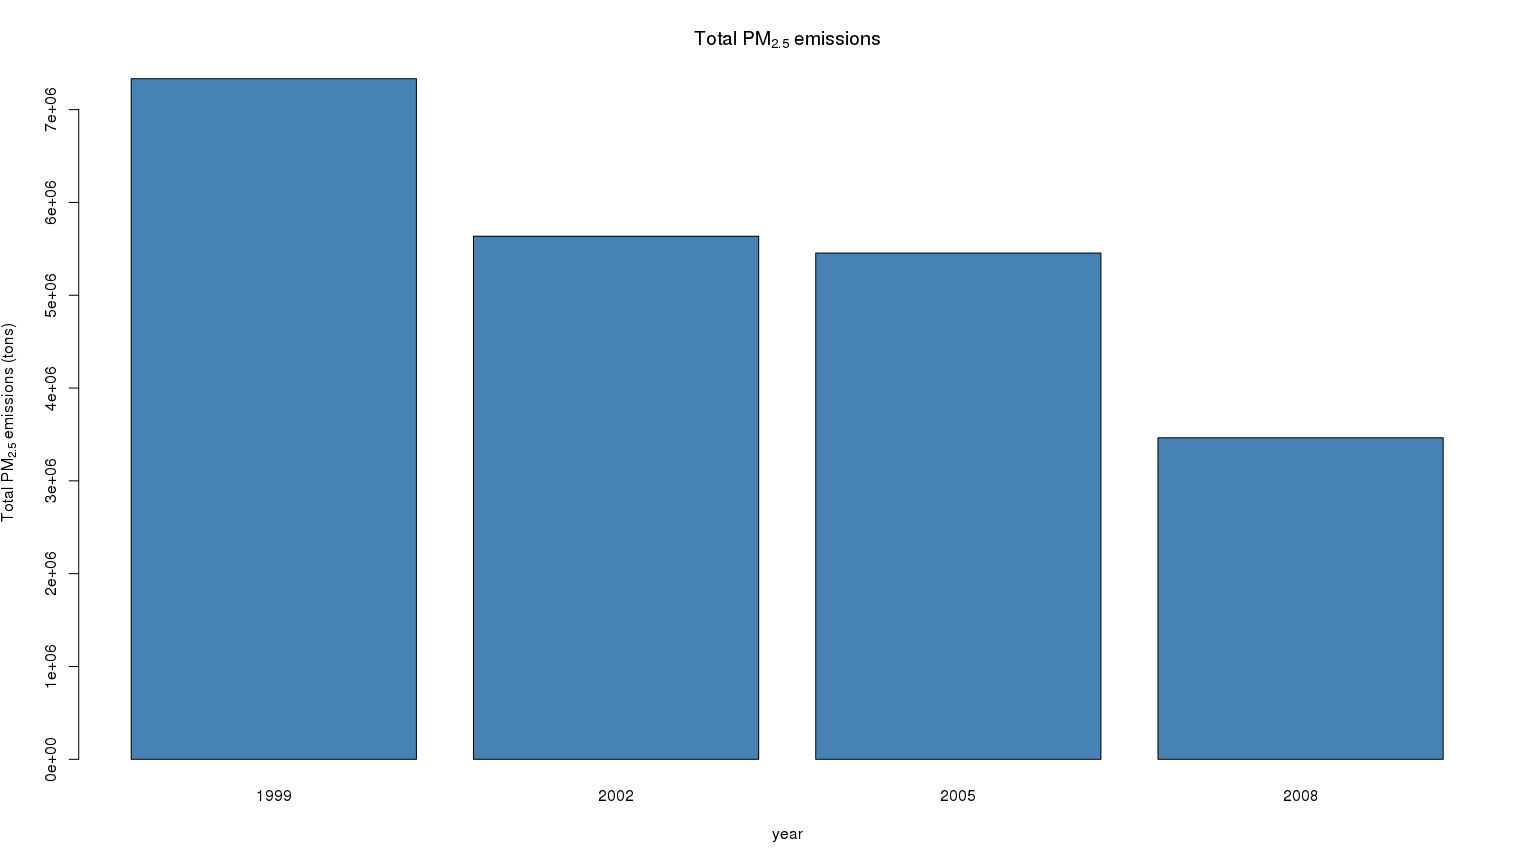 Total PM2.5 emissions
7e+06
6e+06
5e+06
4e+06
3e+06
2e+06
1e+06
0e+00
Total PM2.5 emissions (tons)
1999
2002
2005
2008
year